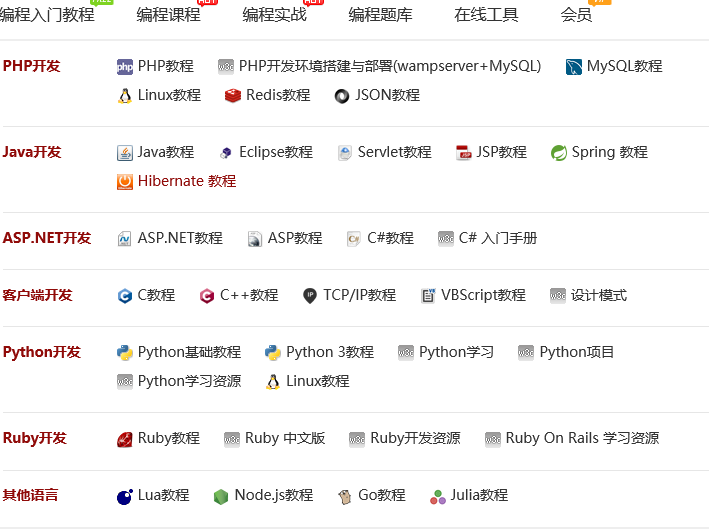 编程入门教程 编程课程 编程实战 编程题库 在线工具 会员
PHP开发 PHP教程 PHP开发环境搭建与部署(wampserver+MySQL) MySQL教程
Linux教程 Redis教程 JSON教程
Java开发 Java教程 Eclipse教程 Servlet教程 JSP教程 Spring 教程
Hibernate 教程
ASP.NET开发 ASP.NET教程 ASP教程 C#教程 C# 入门手册
客户端开发 C教程 C++教程 TCP/IP教程 VBScript教程 设计模式
Python开发 Python基础教程 Python 3教程 Python学习 Python项目
Python学习资源 Linux教程
Ruby开发 Ruby教程 Ruby 中文版 Ruby开发资源 Ruby On Rails 学习资源
其他语言 Lua教程 Node.js教程 Go教程 Julia教程